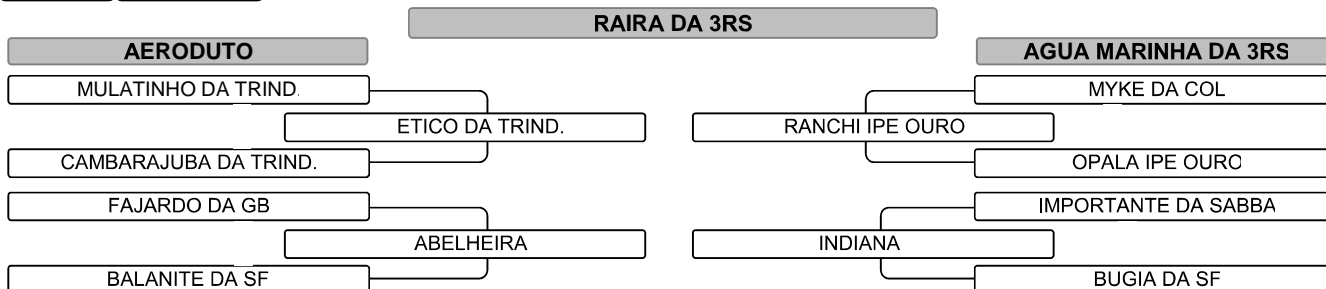 RAIRA DA 3RS
AERODUTO
AGUA MARINHA DA 3RS
MULATINHO DA TRIND.
MYKE DA COL
ETICO DA TRIND.
RANCHI IPE OURO
CAMBARAJUBA DA TRIND.
OPALA IPE OURO
FAJARDO DA GB
IMPORTANTE DA SABBA
ABELHEIRA
INDIANA
BALANITE DA SF
BUGIA DA SF